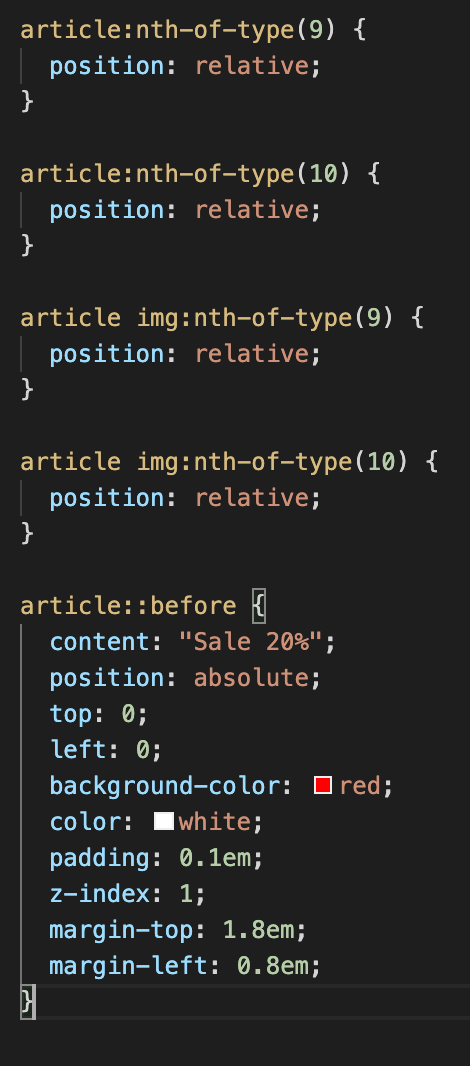 article:nth-of-type(9) {
  position: relative;
}

article:nth-of-type(10) {
  position: relative;
}

article img:nth-of-type(9) {
  position: relative;
}

article img:nth-of-type(10) {
  position: relative;
}

article::before {
  content: "Sale 20%";
  position: absolute;
  top: 0;
  left: 0;
  background-color: red;
  color: white;
  padding: 0.1em;
  z-index: 1;
  margin-top: 1.8em;
  margin-left: 0.8em;
}